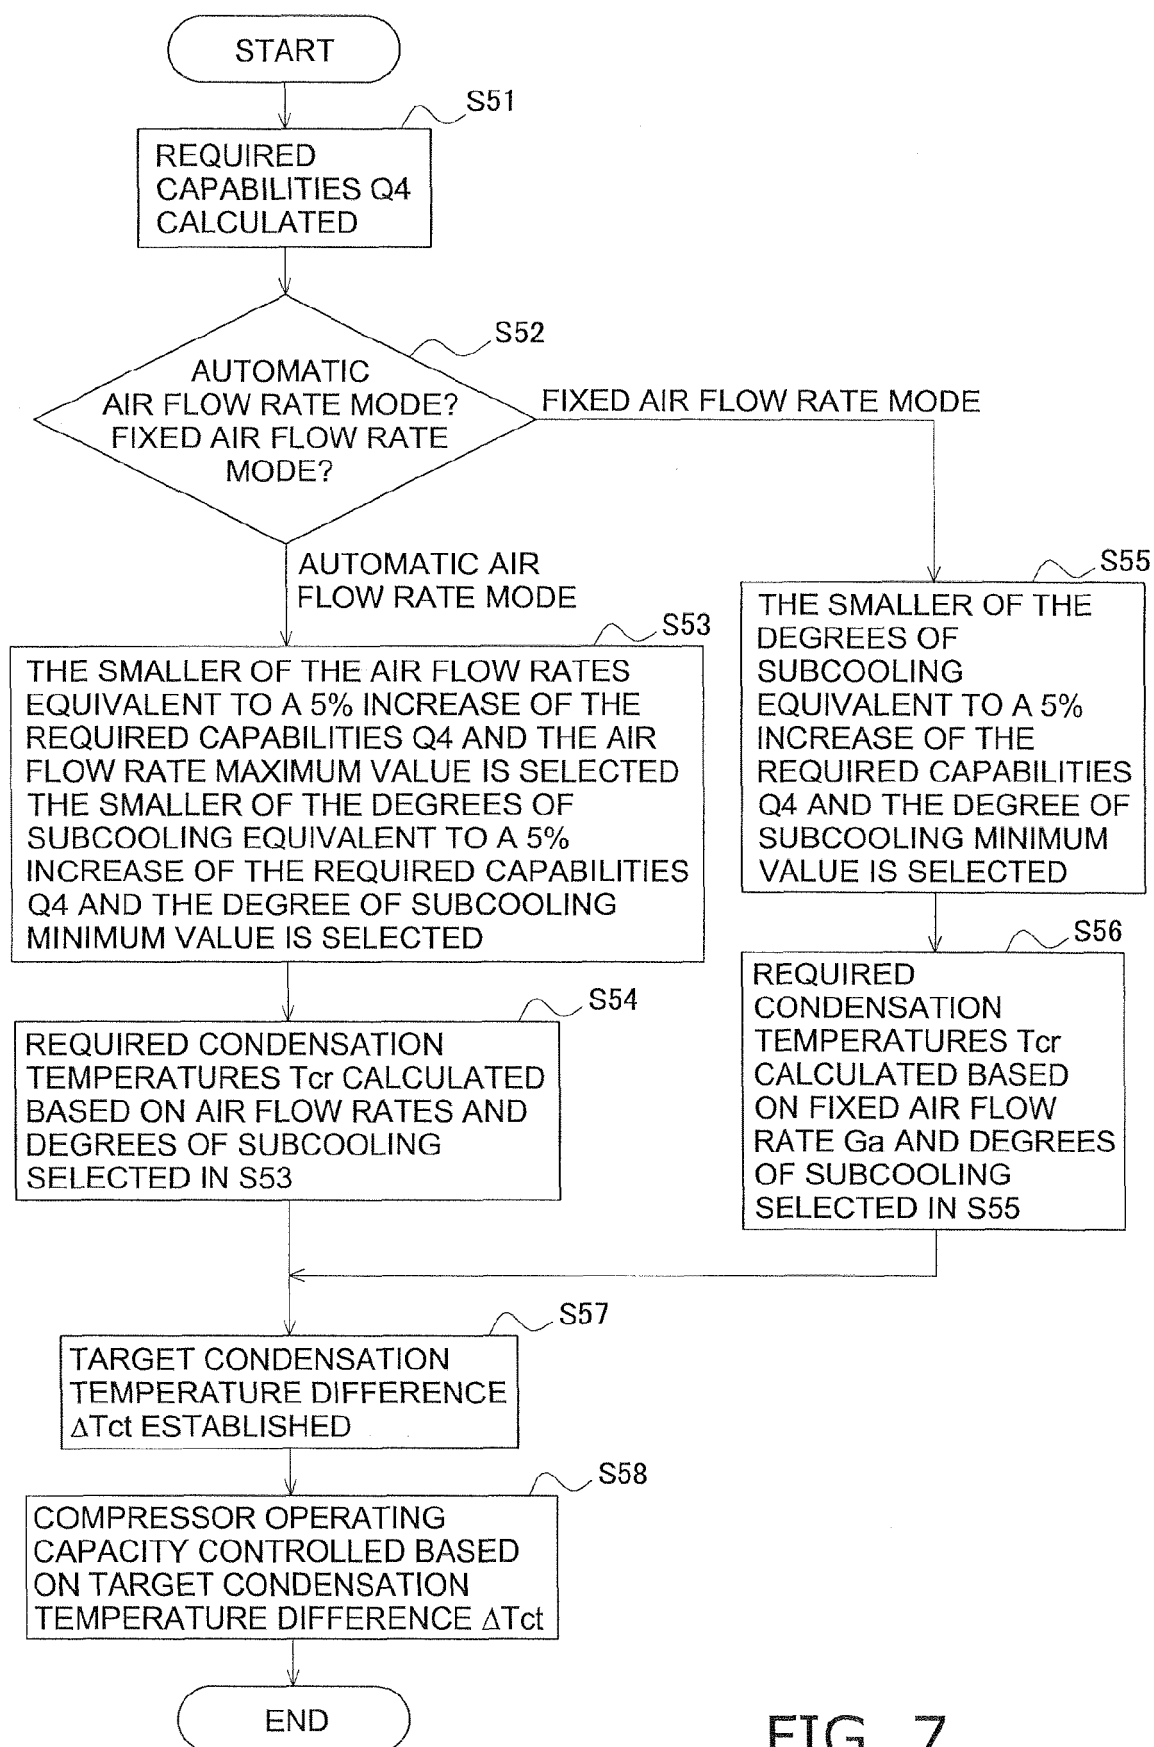 START
S51
REQUIRED
CAPABILITIES Q4
CALCULATED
S52
AUTOMATIC
AIR FLOW RATE MODE?
FIXED AIR FLOW RATE
MODE?
FIXED AIR FLOW RATE MODE
AUTOMATIC AIR
FLOW RATE MODE
S53
THE SMALLER OF THE AIR FLOW RATES
EQUIVALENT TO A 5% INCREASE OF THE
REQUIRED CAPABILITIES Q4 AND THE AIR
FLOW RATE MAXIMUM VALUE IS SELECTED
THE SMALLER OF THE DEGREES OF
SUBCOOLING EQUIVALENT TO A 5%
INCREASE OF THE REQUIRED CAPABILITIES
Q4 AND THE DEGREE OF SUBCOOLING
MINIMUM VALUE IS SELECTED
S55
THE SMALLER OF THE
DEGREES OF
SUBCOOLING
EQUIVALENT TO A 5%
INCREASE OF THE
REQUIRED CAPABILITIES
Q4 AND THE DEGREE OF
SUBCOOLING MINIMUM
VALUE IS SELECTED
S54
REQUIRED CONDENSATION
TEMPERATURES Tcr CALCULATED
BASED ON AIR FLOW RATES AND
DEGREES OF SUBCOOLING
SELECTED IN S53
S56
REQUIRED
CONDENSATION
TEMPERATURES Tcr
CALCULATED BASED
ON FIXED AIR FLOW
RATE Ga AND DEGREES
OF SUBCOOLING
SELECTED IN S55
S57
TARGET CONDENSATION
TEMPERATURE DIFFERENCE
ΔTct ESTABLISHED
S58
COMPRESSOR OPERATING
CAPACITY CONTROLLED BASED
ON TARGET CONDENSATION
TEMPERATURE DIFFERENCE ΔTct
END
FIG. 7